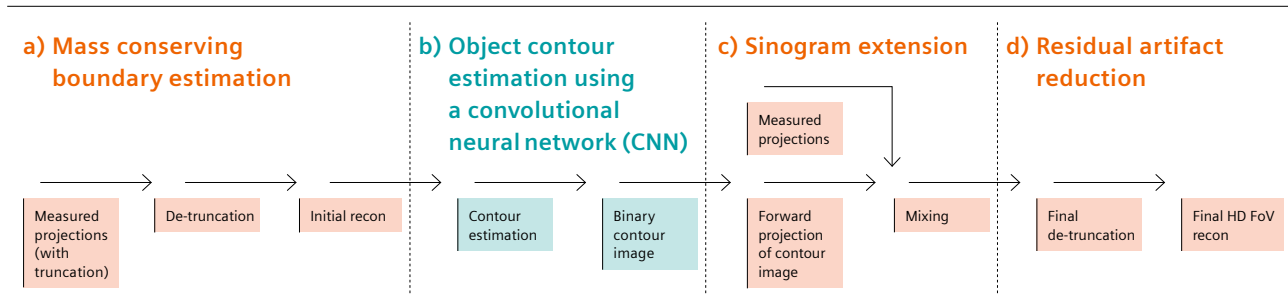 a) Mass conserving
boundary estimation
Measured
projections
(with
truncation)
De-truncation
Initial recon
b) Object contour
estimation using
a convolutional
neural network (CNN)
Contour
estimation
Binary
contour
image
c) Sinogram extension
Measured
projections
Forward
projection
of contour
image
Mixing
d) Residual artifact
reduction
Final
de-truncation
Final HD FoV
recon